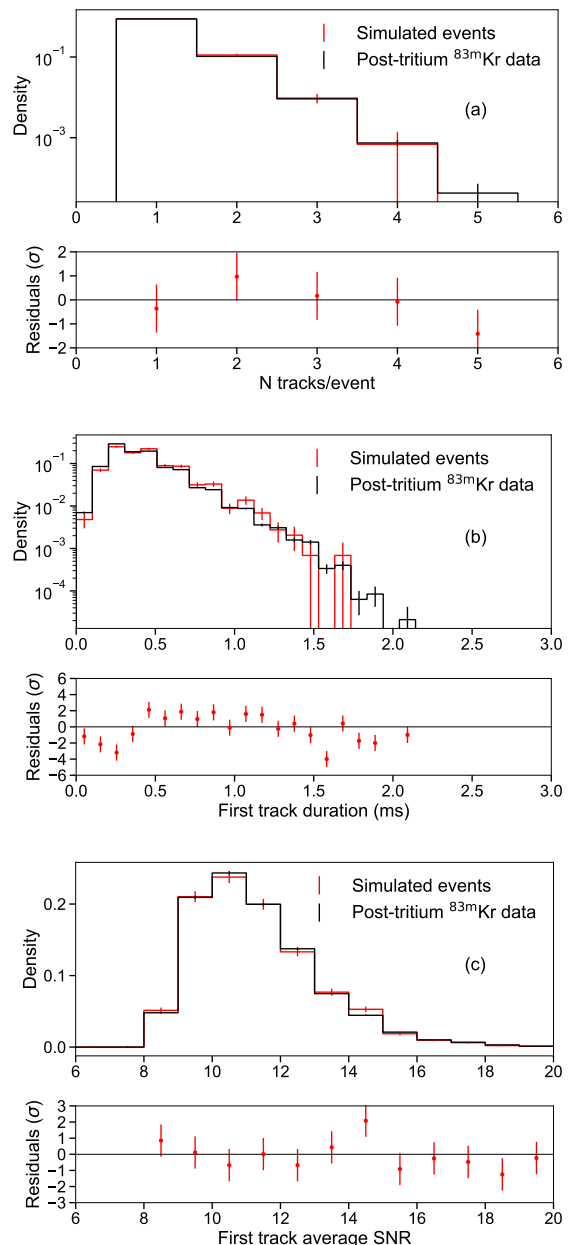 Simulated events
Post-tritium ⁸³ᵐKr data
(a)
Density
10⁻¹
10⁻³
0 1 2 3 4 5 6
Residuals (σ)
2
1
0
−1
−2
0 1 2 3 4 5 6
N tracks/event
Simulated events
Post-tritium ⁸³ᵐKr data
(b)
Density
10⁻¹
10⁻²
10⁻³
10⁻⁴
0.0 0.5 1.0 1.5 2.0 2.5 3.0
Residuals (σ)
6
4
2
0
−2
−4
−6
0.0 0.5 1.0 1.5 2.0 2.5 3.0
First track duration (ms)
Simulated events
Post-tritium ⁸³ᵐKr data
(c)
Density
0.2
0.1
0.0
6 8 10 12 14 16 18 20
Residuals (σ)
3
2
1
0
−1
−2
−3
6 8 10 12 14 16 18 20
First track average SNR